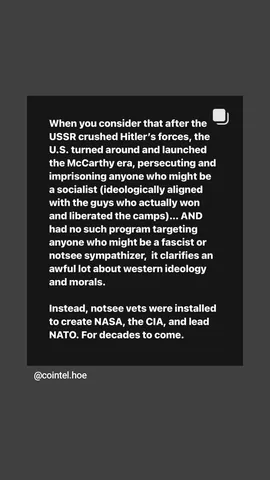 When you consider that after the
USSR crushed Hitler's forces, the
U.S. turned around and launched
the McCarthy era, persecuting and
imprisoning anyone who might be
a socialist (ideologically aligned
with the guys who actually won
and liberated the camps)... AND
had no such program targeting
anyone who might be a fascist or
notsee sympathizer,  it clarifies an
awful lot about western ideology
and morals.
Instead, notsee vets were installed
to create NASA, the CIA, and lead
NATO. For decades to come.
@cointel.hoe